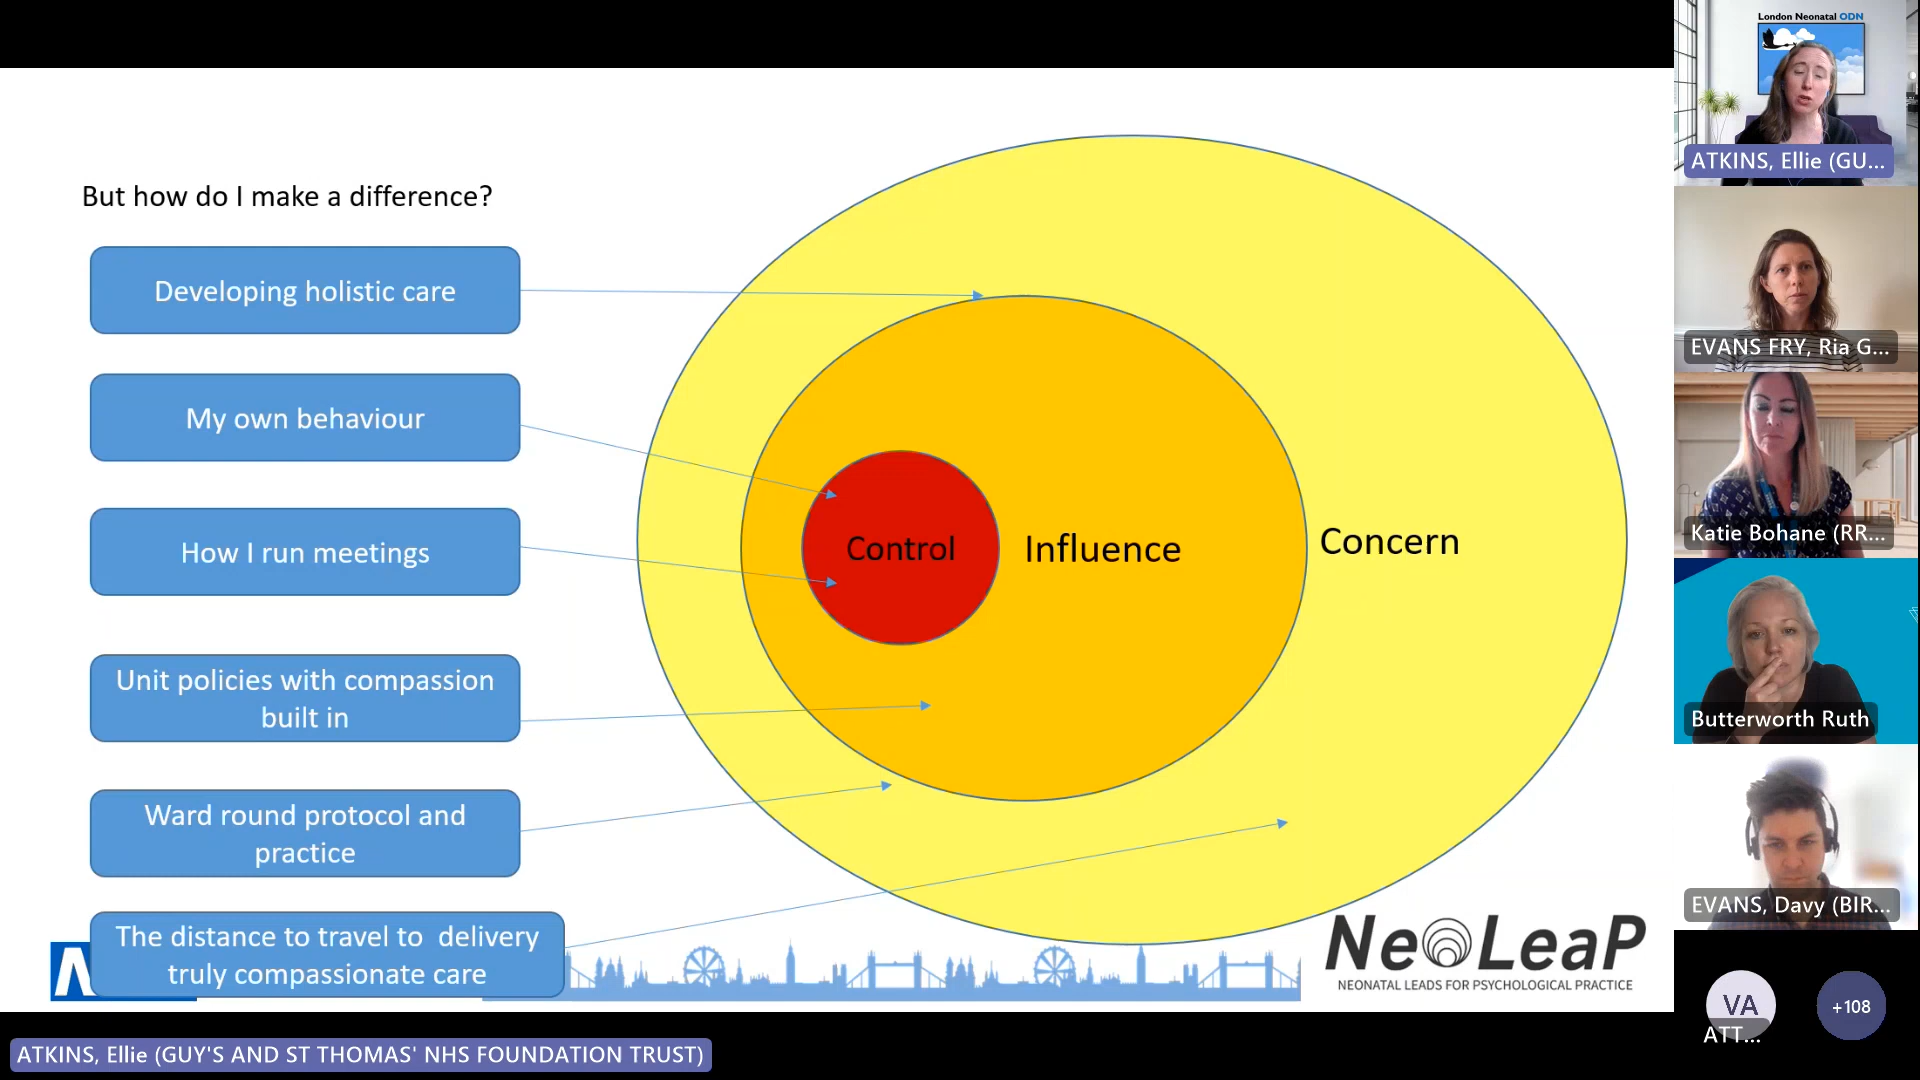 But how do I make a difference?
Developing holistic care
My own behaviour
How I run meetings
Unit policies with compassion
built in
Ward round protocol and
practice
The distance to travel to  delivery
truly compassionate care
Control
Influence
Concern
NeoLeaP
NEONATAL LEADS FOR PSYCHOLOGICAL PRACTICE
ATKINS, Ellie (GUY'S AND ST THOMAS' NHS FOUNDATION TRUST)
London Neonatal ODN
ATKINS, Ellie (GU...
EVANS FRY, Ria G...
Katie Bohane (RR...
Butterworth Ruth
EVANS, Davy (BIR...
VA
ATT...
+108